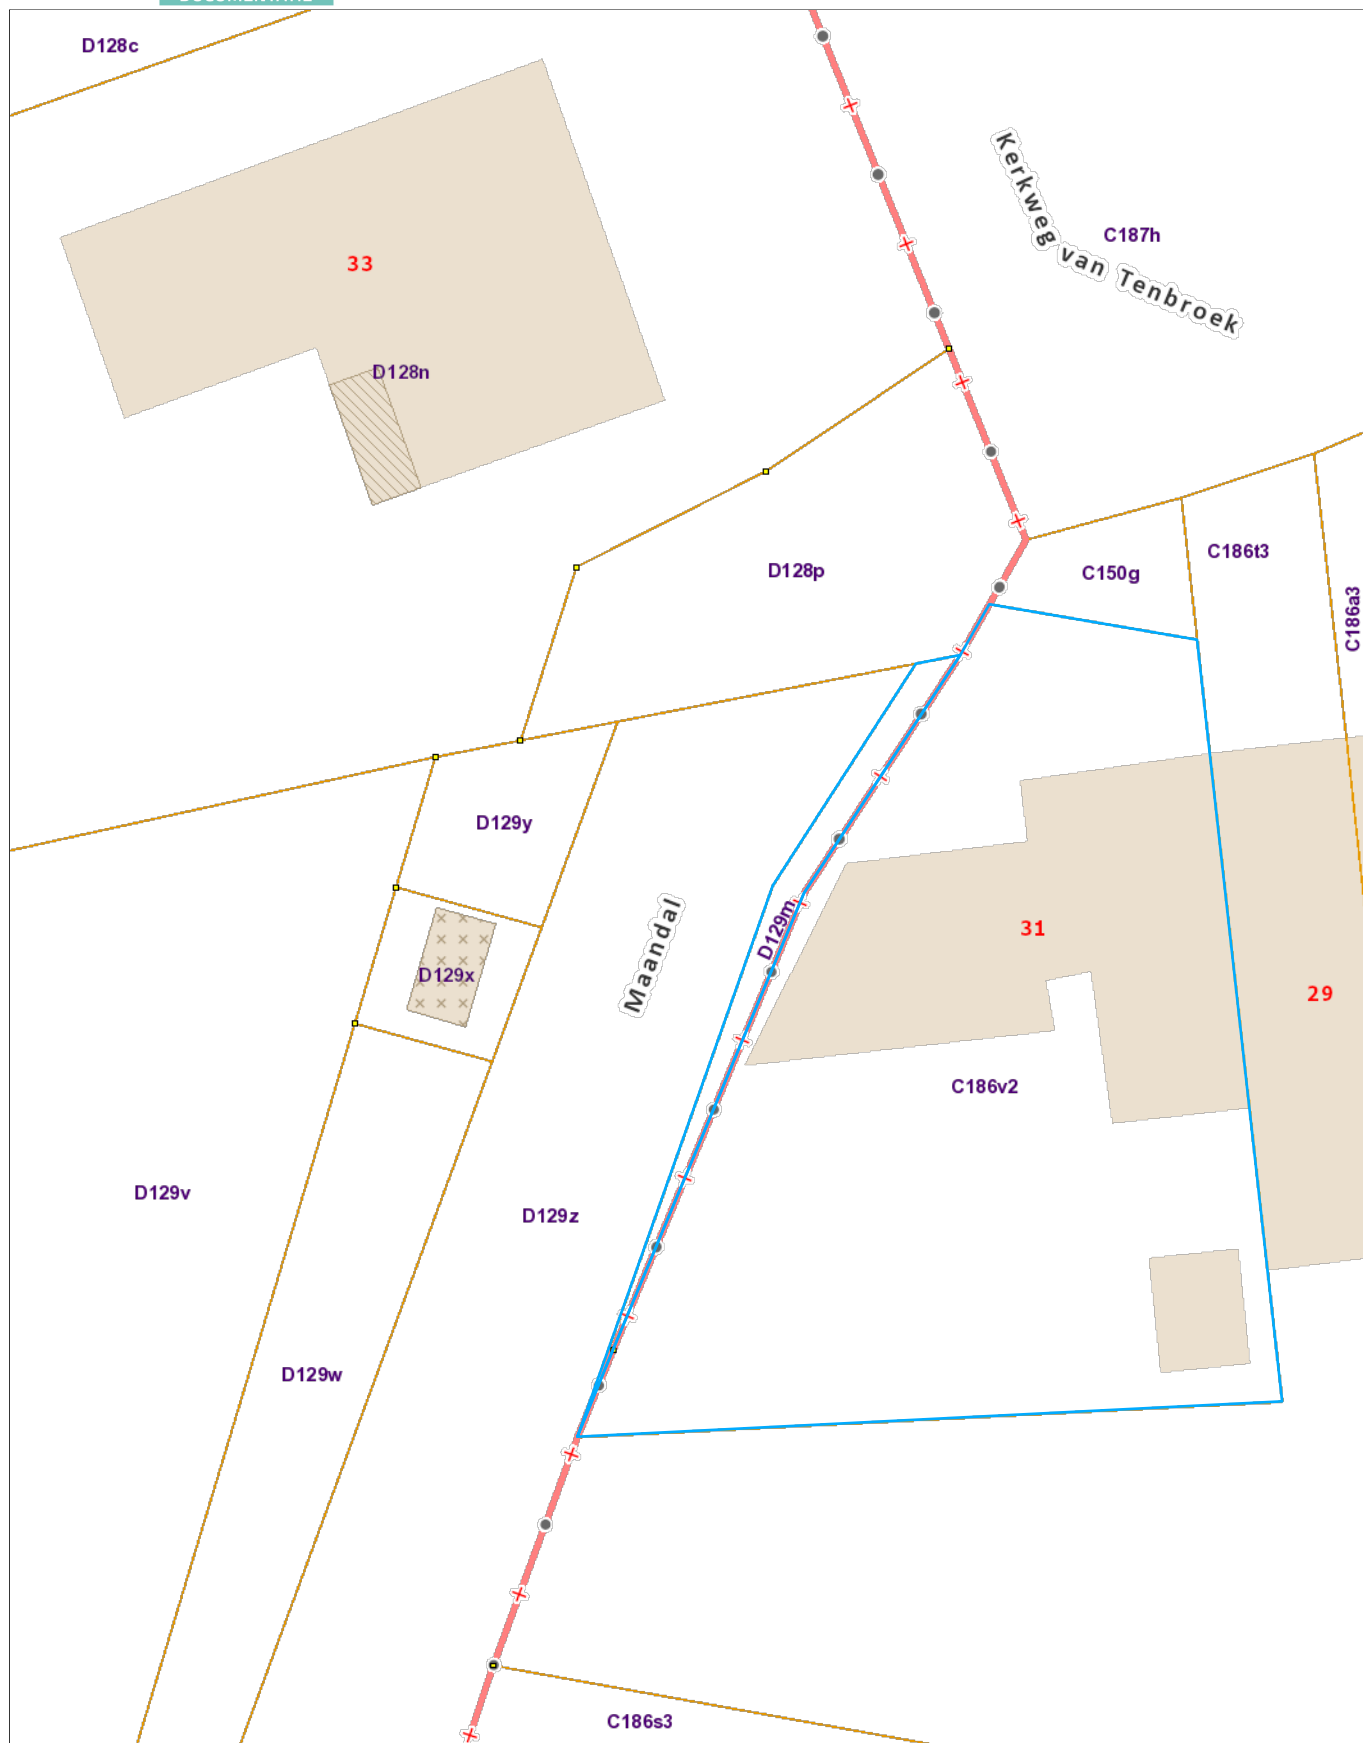 D128c
Kerkweg van Tenbroek
C187h
33
D128n
C186t3
D128p
C150g
C186a3
D129y
D129m
31
Maandal
D129x
29
C186v2
D129v
D129z
D129w
C186s3